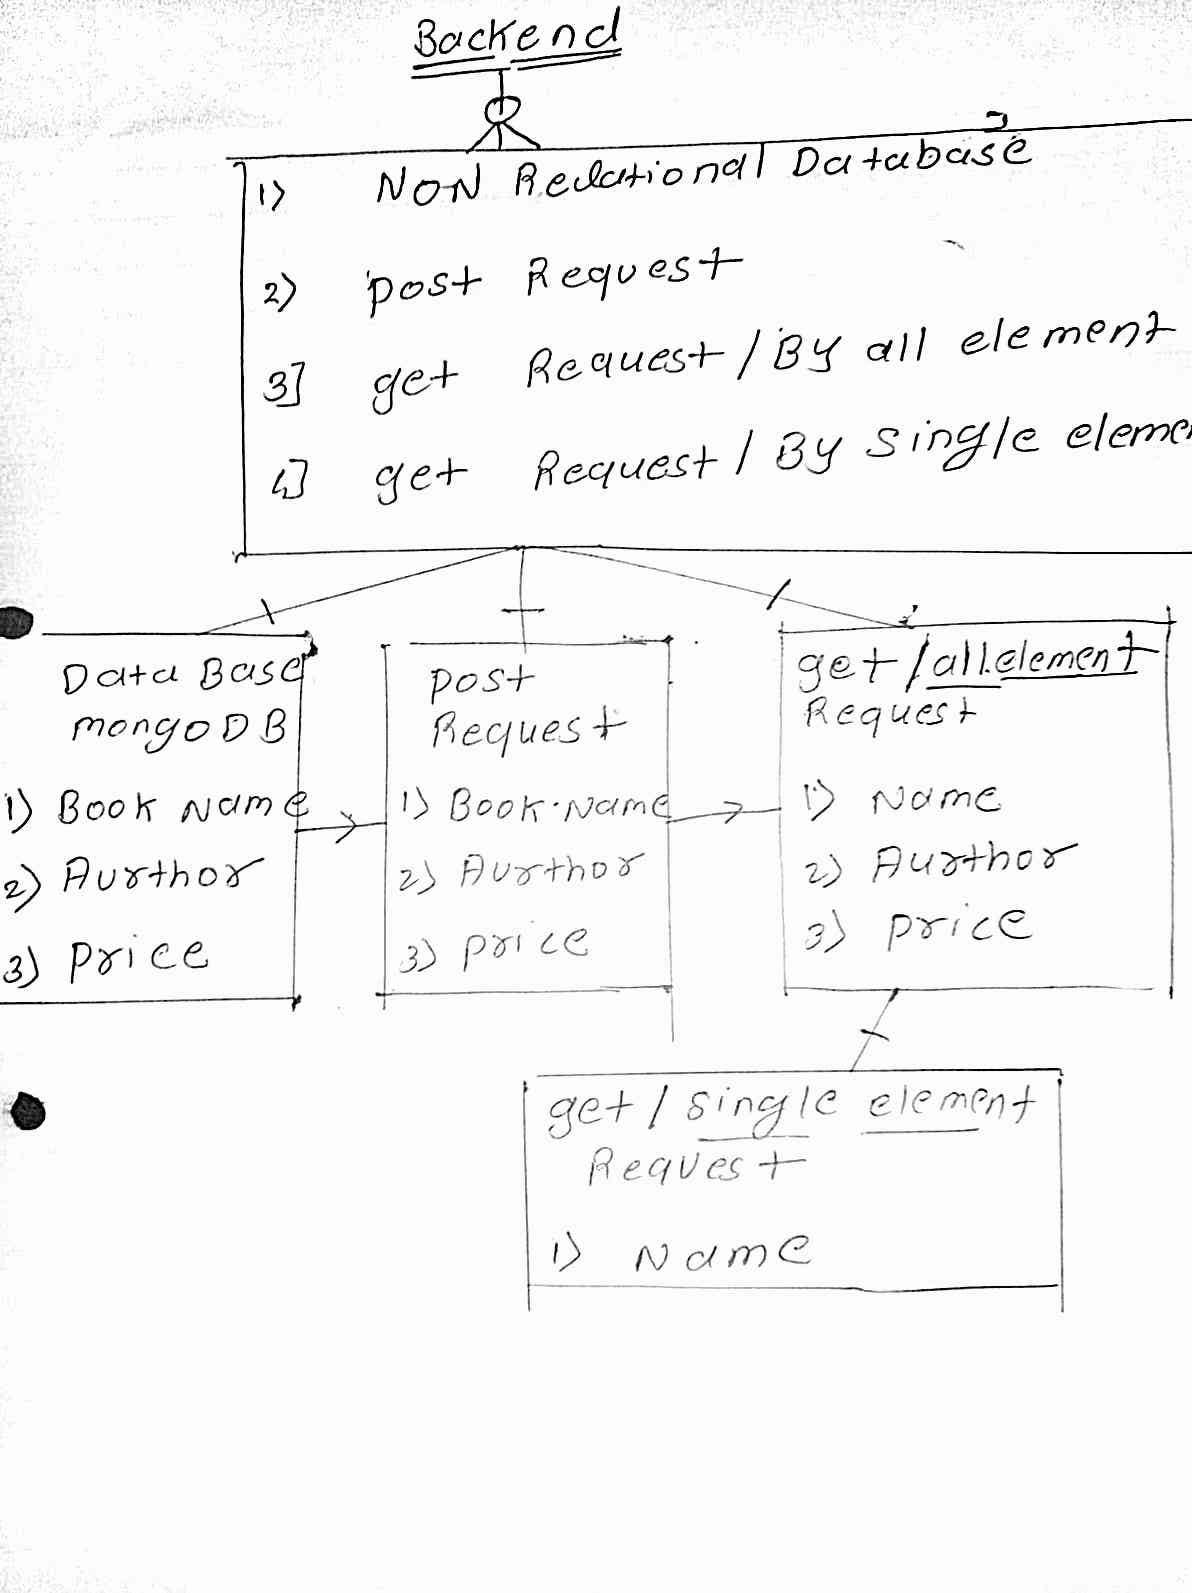 Backend
1) NON Relational Database
2) post Request
3] get Request / By all element
4] get Request / By single eleme
Data Base
mongoDB
1) Book Name
2) Aurthor
3) price
post
Request
1) Book Name
2) Aurthor
3) price
get / all element
Request
1) Name
2) Aurthor
3) price
get / single element
Request
1) Name